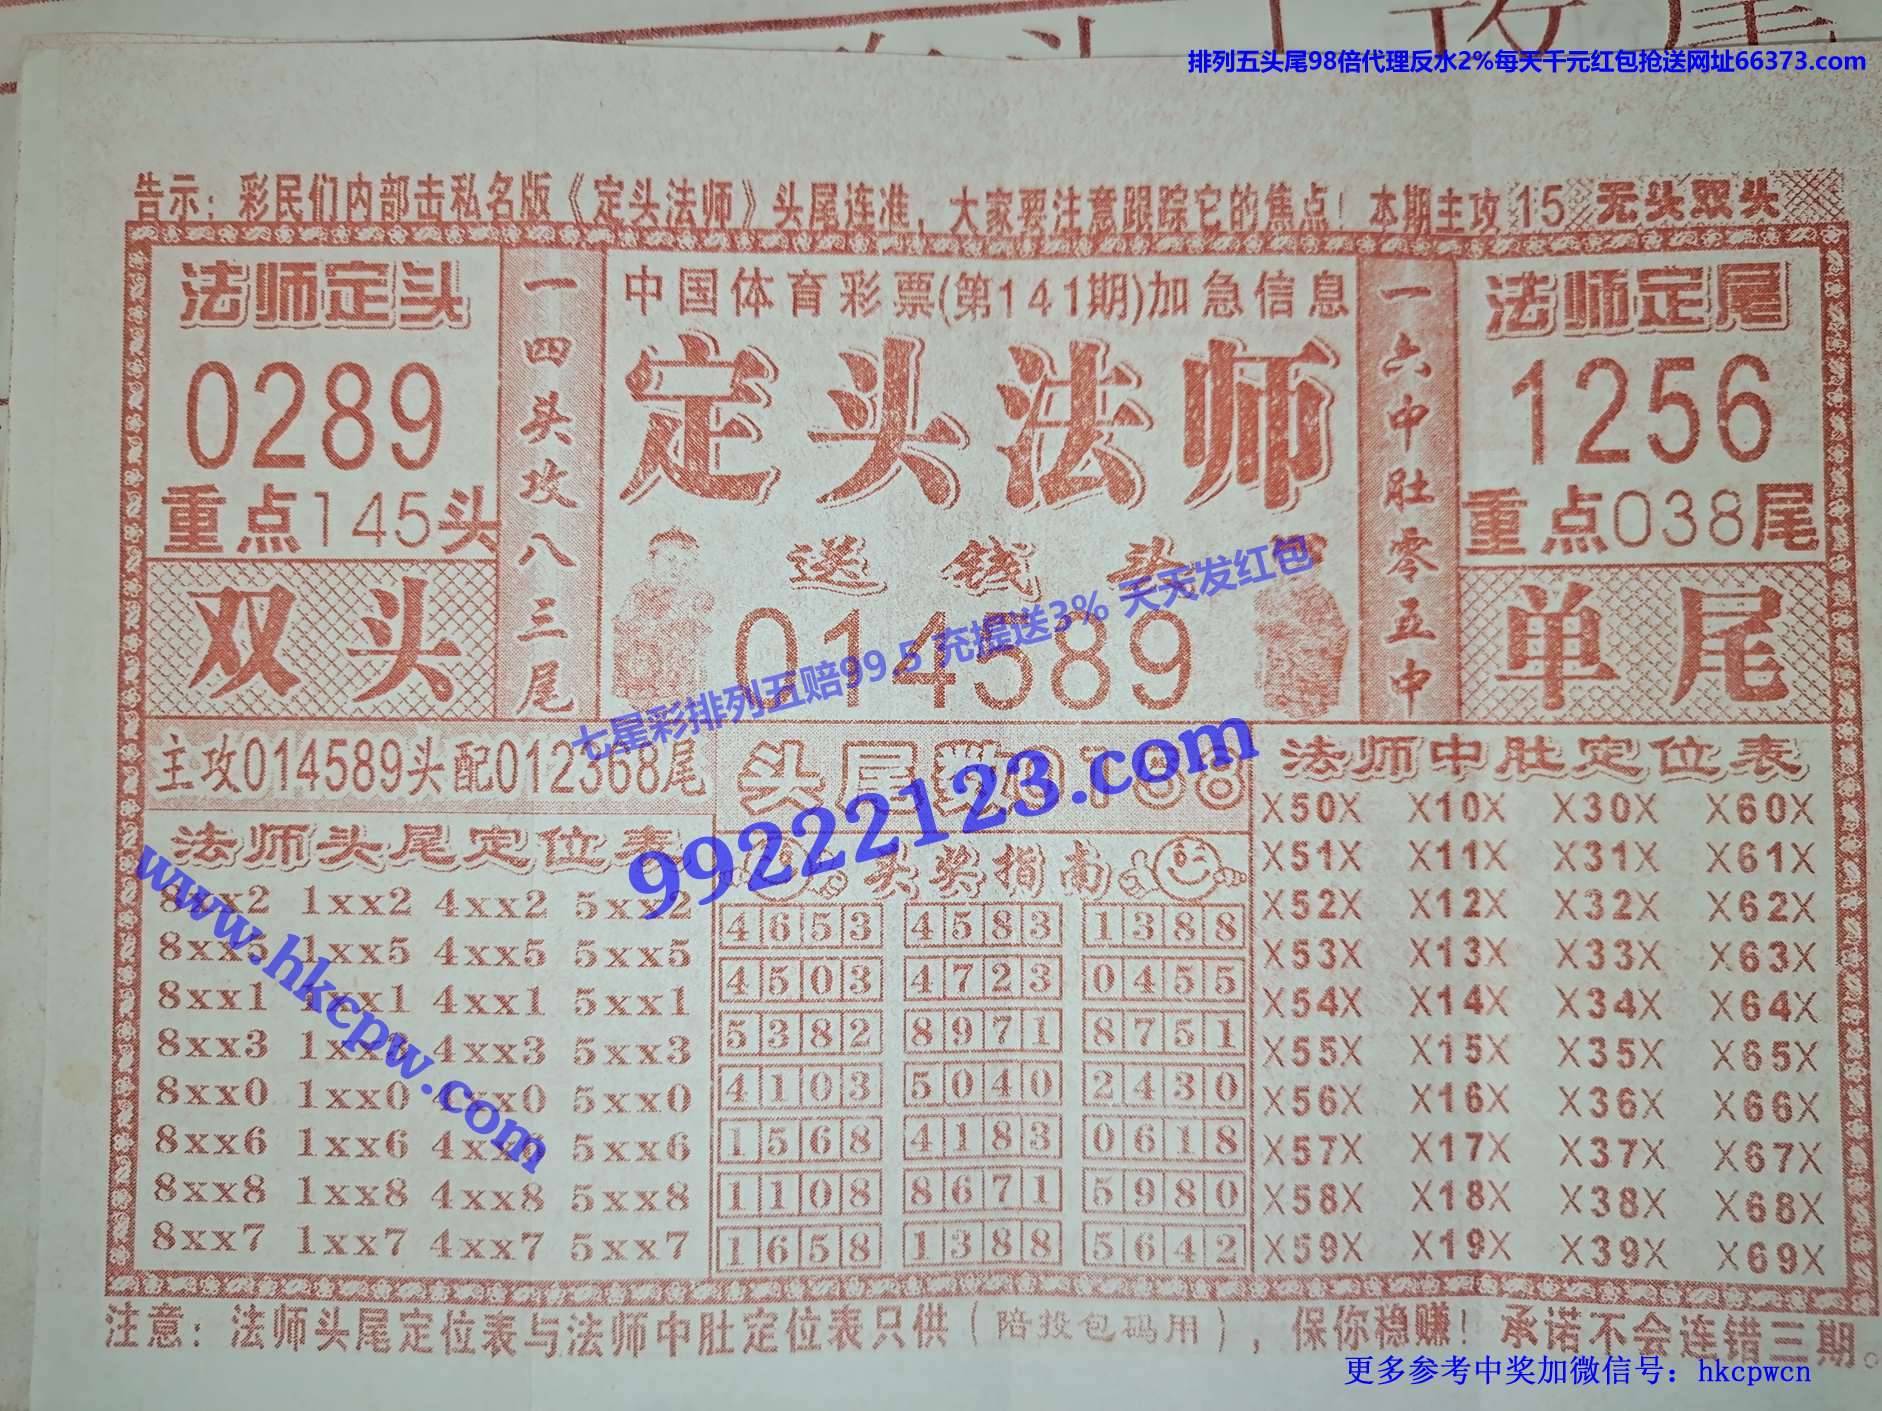 排列五头尾98倍代理反水2%每天千元红包抢送网址66373.com
告示：彩民们内部击私名版《定头法师》头尾连准，大家要注意跟踪它的焦点！本期主攻15无头双头
法师定头
0289
重点145头
双头
一四头攻八三尾
中国体育彩票(第141期)加急信息
定头法师
送钱
014589
一六中肚零五中
法师定尾
1256
重点038尾
单尾
七星彩排列五赔99.5 充提送3% 天天发红包
99222123.com
www.hkcpw.com
主攻014589头配012368尾
法师头尾定位表
8xx2 1xx2 4xx2 5xx2
8xx5 1xx5 4xx5 5xx5
8xx1 1xx1 4xx1 5xx1
8xx3 1xx3 4xx3 5xx3
8xx0 1xx0 4xx0 5xx0
8xx6 1xx6 4xx6 5xx6
8xx8 1xx8 4xx8 5xx8
8xx7 1xx7 4xx7 5xx7
头尾数
大奖指南
4653 4583 1388
4503 4723 0455
5382 8971 8751
4103 5040 2430
1568 4183 0618
1108 8671 5980
1658 1388 5642
法师中肚定位表
X50X X10X X30X X60X
X51X X11X X31X X61X
X52X X12X X32X X62X
X53X X13X X33X X63X
X54X X14X X34X X64X
X55X X15X X35X X65X
X56X X16X X36X X66X
X57X X17X X37X X67X
X58X X18X X38X X68X
X59X X19X X39X X69X
注意：法师头尾定位表与法师中肚定位表只供（陪投包码用），保你稳赚！承诺不会连错三期。
更多参考中奖加微信号：hkcpwcn